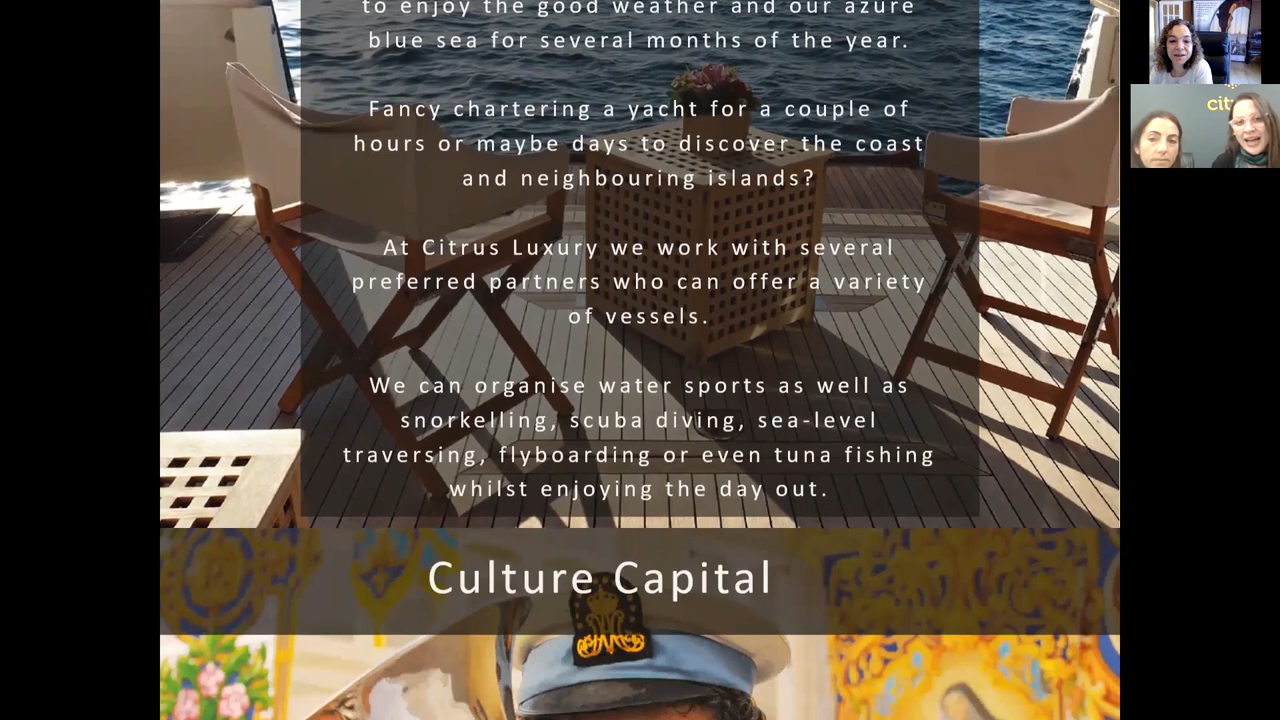 to enjoy the good weather and our azure
blue sea for several months of the year.
Fancy chartering a yacht for a couple of
hours or maybe days to discover the coast
and neighbouring islands?
At Citrus Luxury we work with several
preferred partners who can offer a variety
of vessels.
We can organise water sports as well as
snorkelling, scuba diving, sea-level
traversing, flyboarding or even tuna fishing
whilst enjoying the day out.
Culture Capital